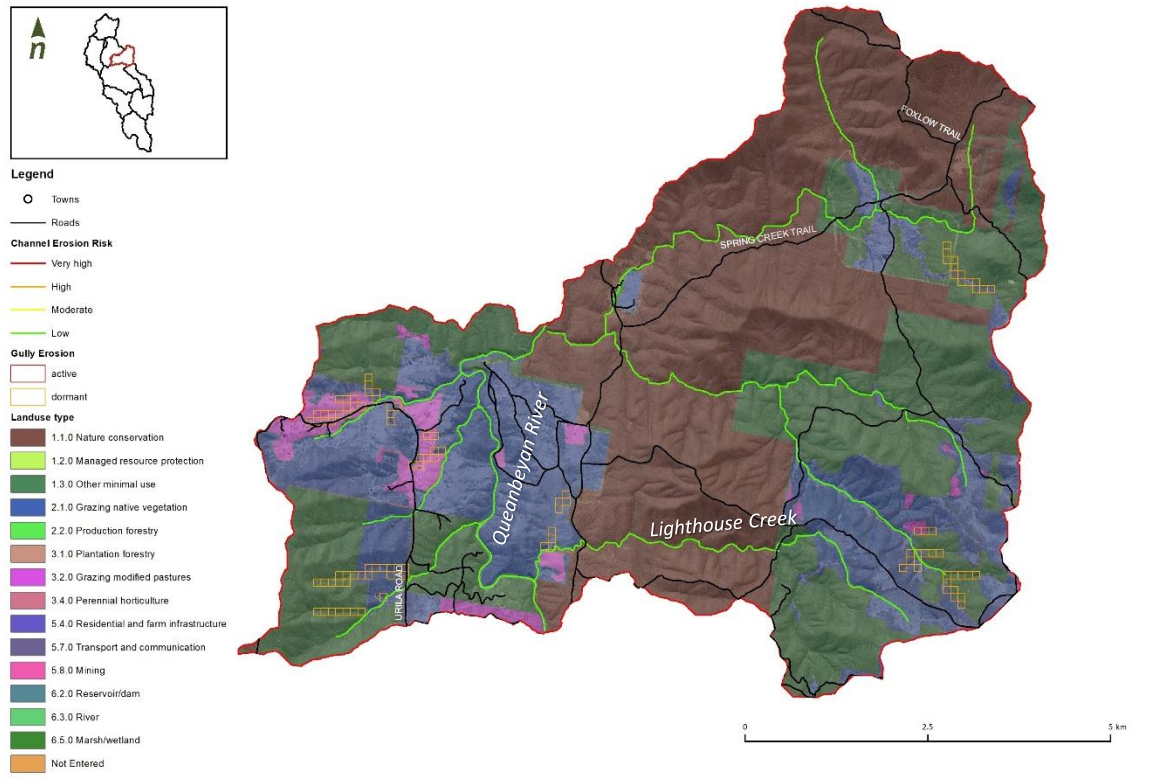 n
Legend
Towns
Roads
Channel Erosion Risk
Very high
High
Moderate
Low
Gully Erosion
active
dormant
Landuse type
1.1.0 Nature conservation
1.2.0 Managed resource protection
1.3.0 Other minimal use
2.1.0 Grazing native vegetation
2.2.0 Production forestry
3.1.0 Plantation forestry
3.2.0 Grazing modified pastures
3.4.0 Perennial horticulture
5.4.0 Residential and farm infrastructure
5.7.0 Transport and communication
5.8.0 Mining
6.2.0 Reservoir/dam
6.3.0 River
6.5.0 Marsh/wetland
Not Entered
FOXLOW TRAIL
SPRING CREEK TRAIL
Queanbeyan River
Lighthouse Creek
URILA ROAD
0 2.5 5 km